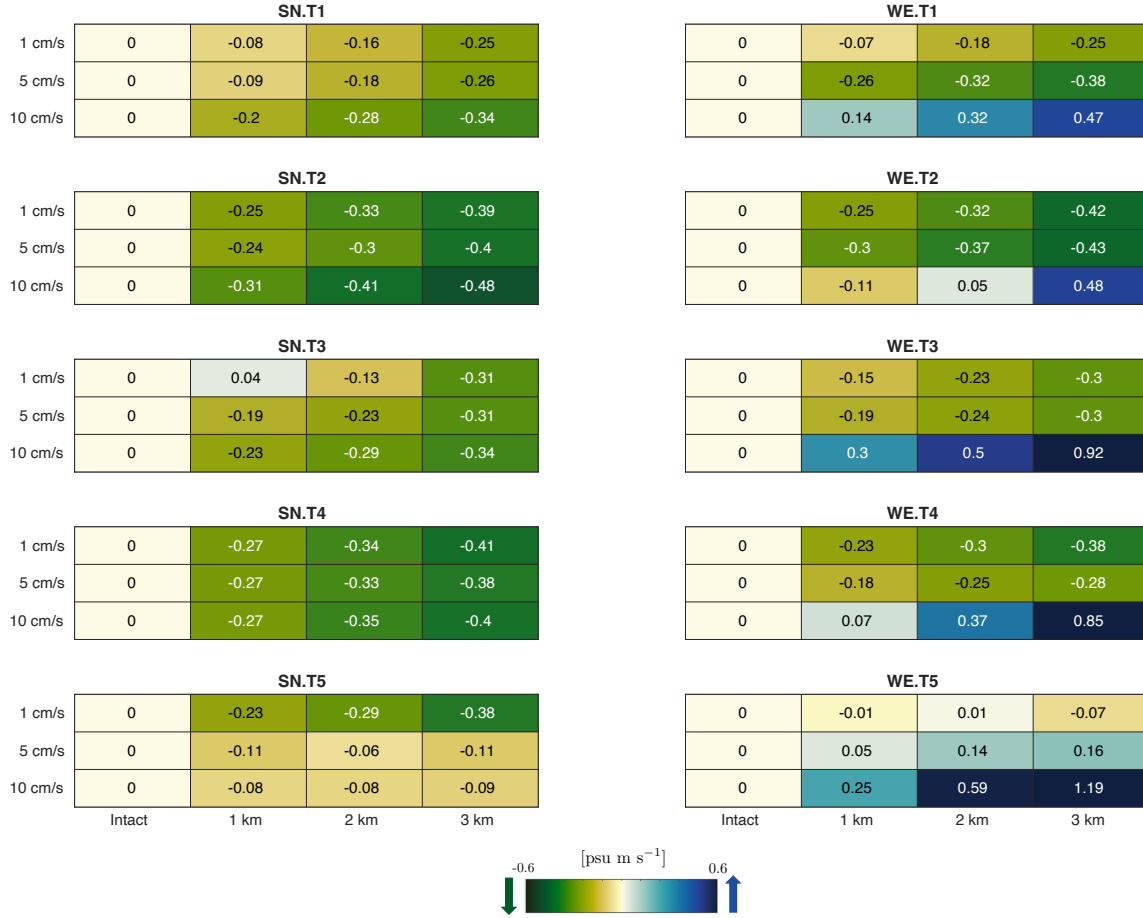 SN.T1 WE.T1
1 cm/s 0 -0.08 -0.16 -0.25 0 -0.07 -0.18 -0.25
5 cm/s 0 -0.09 -0.18 -0.26 0 -0.26 -0.32 -0.38
10 cm/s 0 -0.2 -0.28 -0.34 0 0.14 0.32 0.47
SN.T2 WE.T2
1 cm/s 0 -0.25 -0.33 -0.39 0 -0.25 -0.32 -0.42
5 cm/s 0 -0.24 -0.3 -0.4 0 -0.3 -0.37 -0.43
10 cm/s 0 -0.31 -0.41 -0.48 0 -0.11 0.05 0.48
SN.T3 WE.T3
1 cm/s 0 0.04 -0.13 -0.31 0 -0.15 -0.23 -0.3
5 cm/s 0 -0.19 -0.23 -0.31 0 -0.19 -0.24 -0.3
10 cm/s 0 -0.23 -0.29 -0.34 0 0.3 0.5 0.92
SN.T4 WE.T4
1 cm/s 0 -0.27 -0.34 -0.41 0 -0.23 -0.3 -0.38
5 cm/s 0 -0.27 -0.33 -0.38 0 -0.18 -0.25 -0.28
10 cm/s 0 -0.27 -0.35 -0.4 0 0.07 0.37 0.85
SN.T5 WE.T5
1 cm/s 0 -0.23 -0.29 -0.38 0 -0.01 0.01 -0.07
5 cm/s 0 -0.11 -0.06 -0.11 0 0.05 0.14 0.16
10 cm/s 0 -0.08 -0.08 -0.09 0 0.25 0.59 1.19
Intact 1 km 2 km 3 km Intact 1 km 2 km 3 km
-0.6 [psu m s⁻¹] 0.6